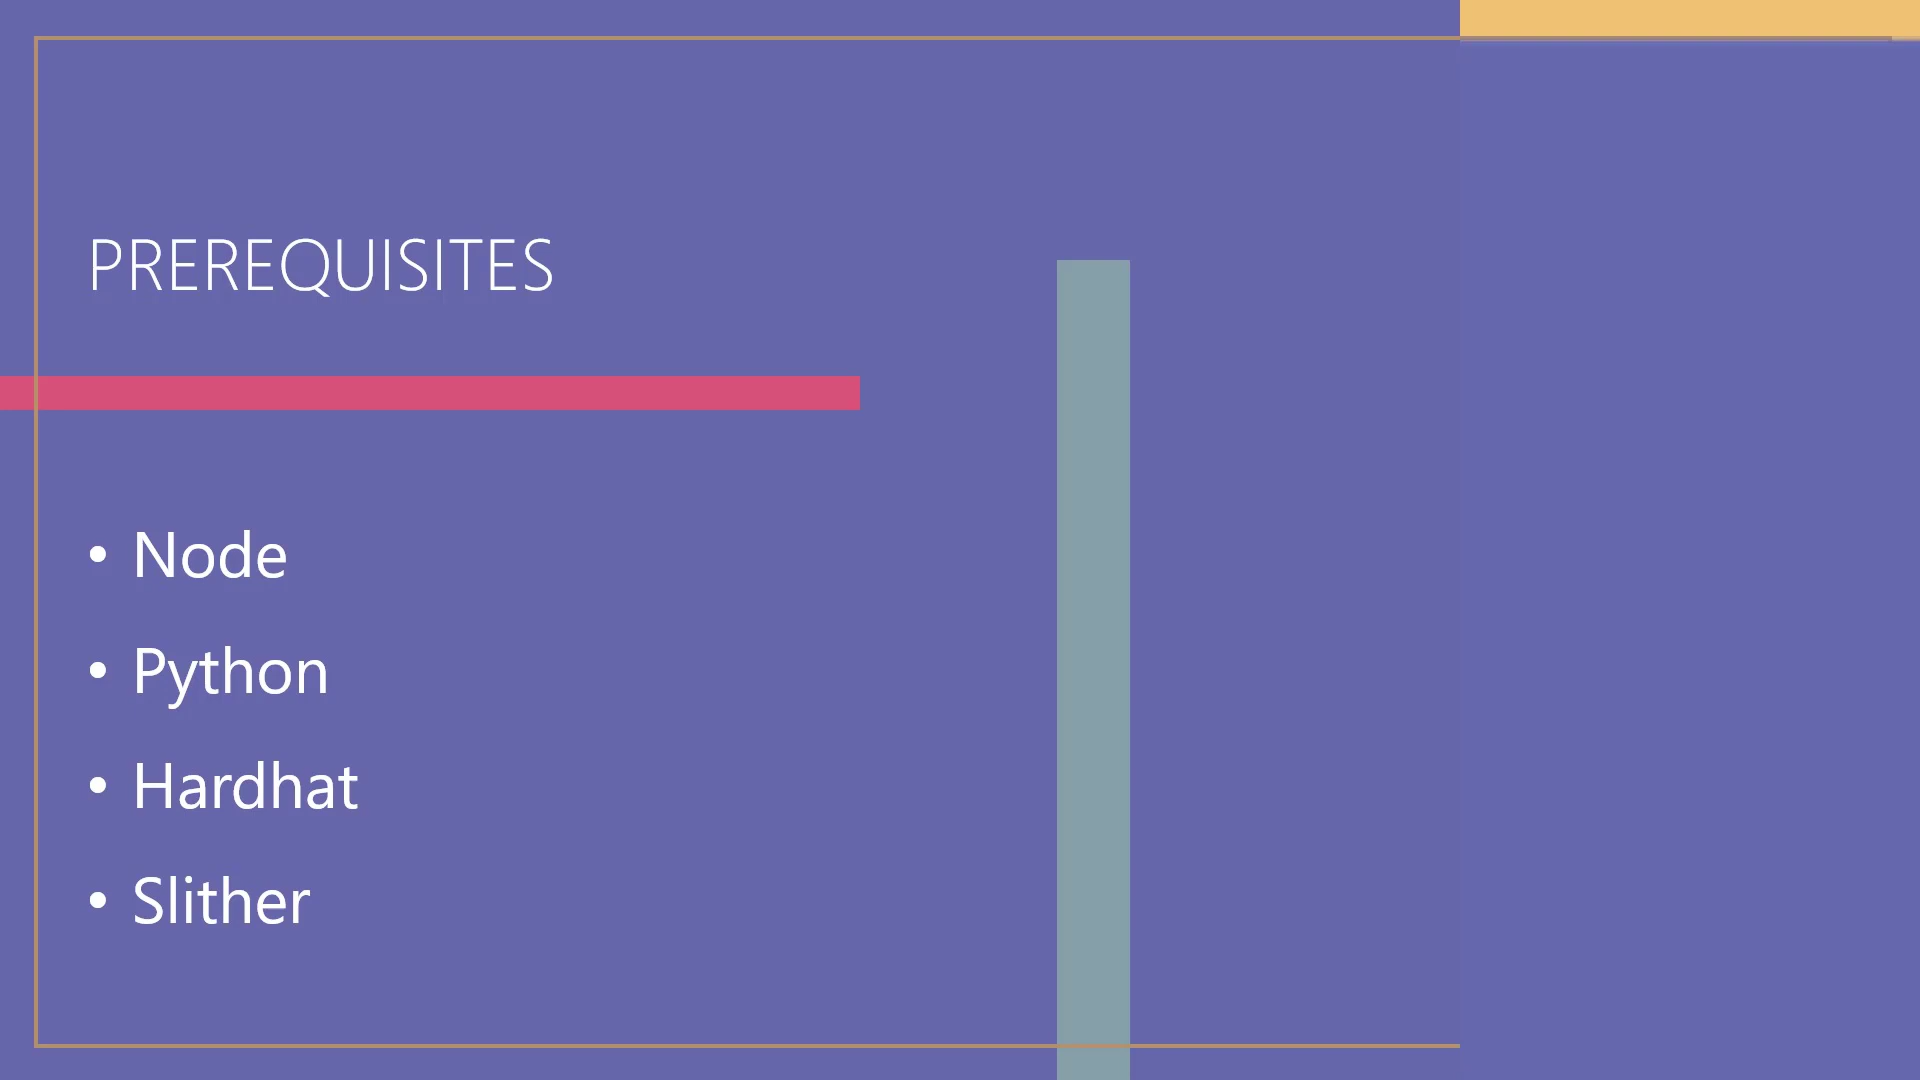 PREREQUISITES
• Node
• Python
• Hardhat
• Slither